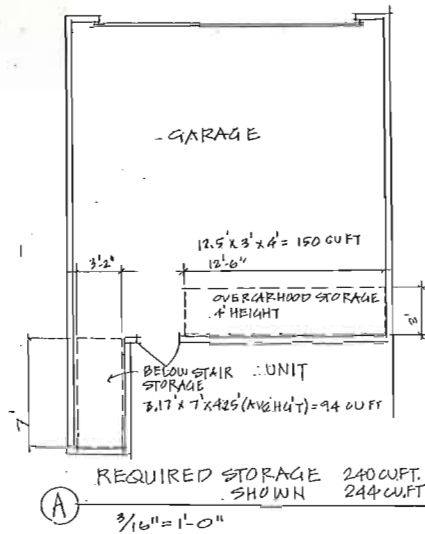 GARAGE
12.5' x 3' x 4' = 150 CU FT
3'-2"
12'-6"
OVERCARHOOD STORAGE
4' HEIGHT
3'
BELOW STAIR
STORAGE
UNIT
3.17' x 7' x 4.25' (AVG HG'T) = 94 CU FT
7'
REQUIRED STORAGE 240 CU.FT.
SHOWN 244 CU.FT
A
3/16" = 1'-0"